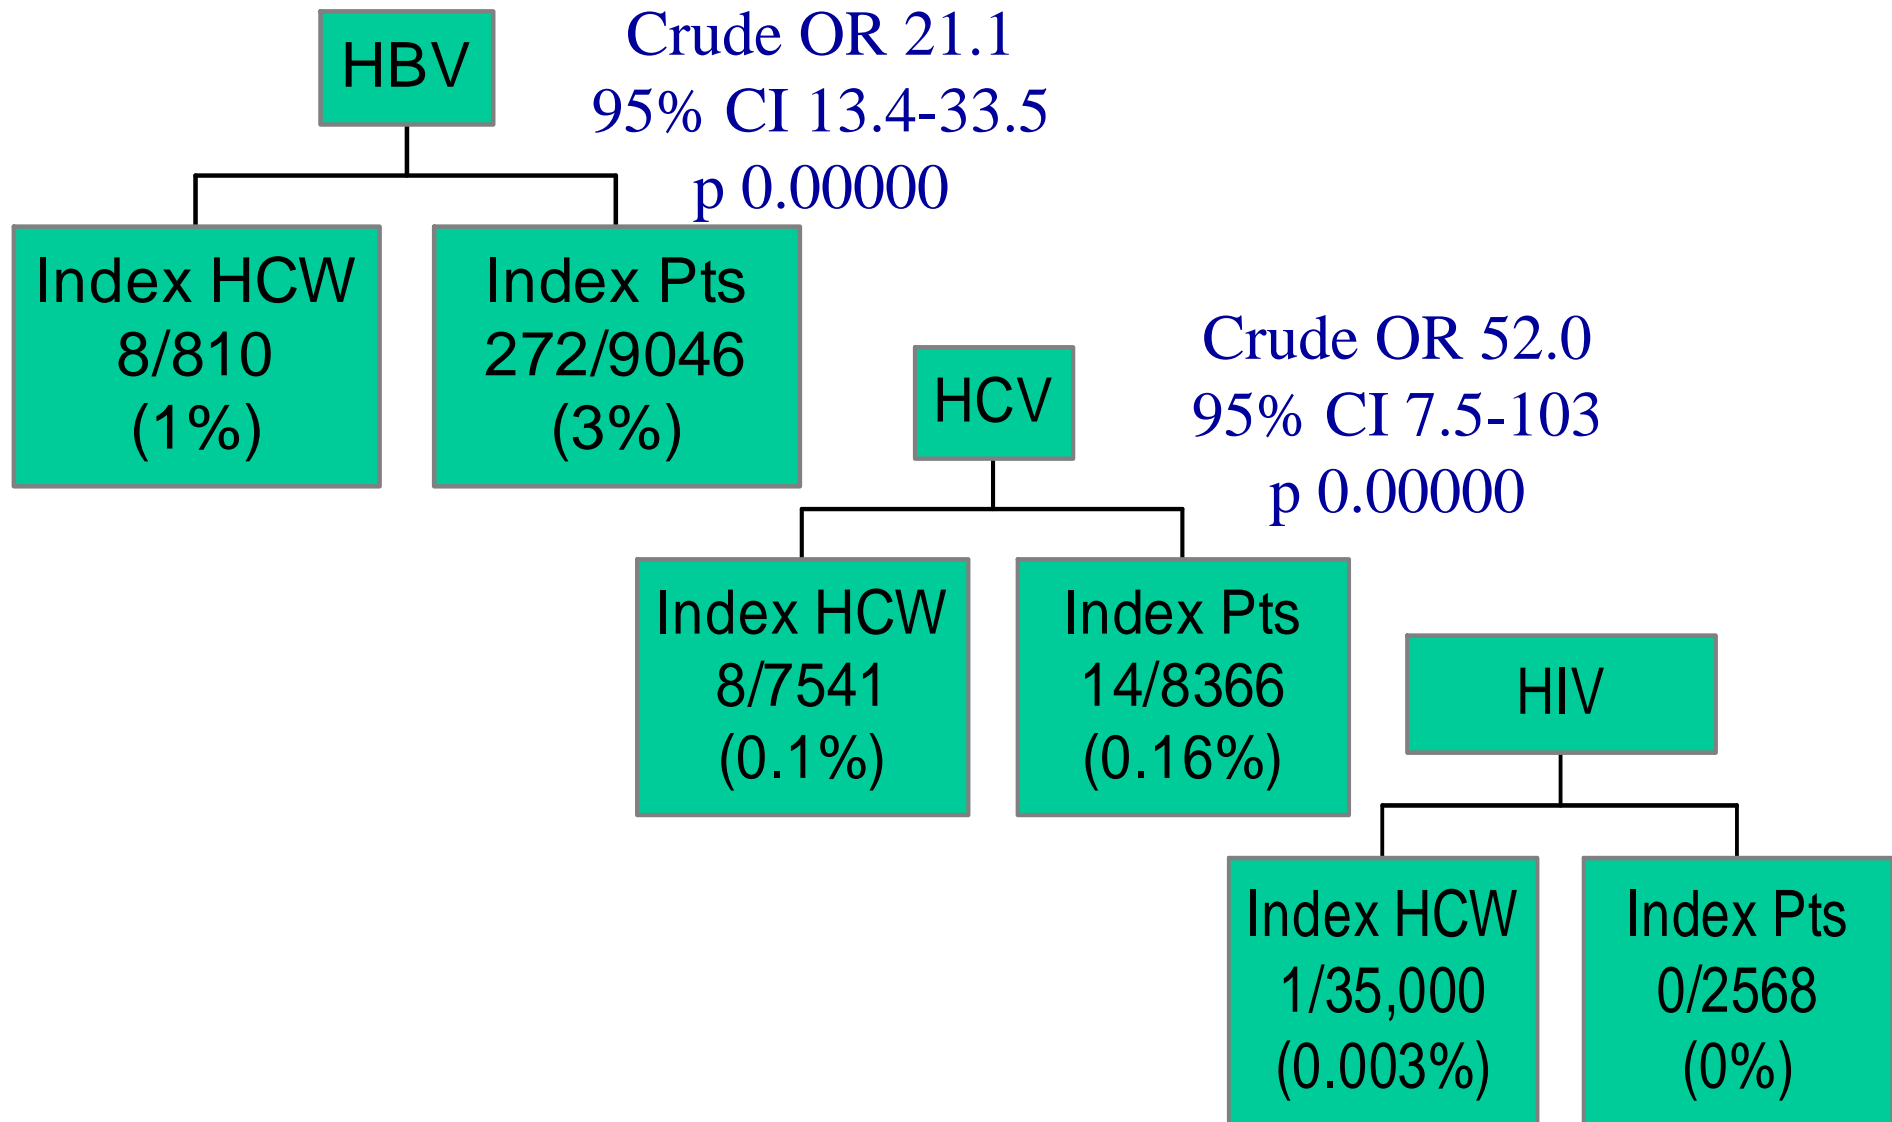 HBV
Crude OR 21.1
95% CI 13.4-33.5
p 0.00000
Index HCW
8/810
(1%)
Index Pts
272/9046
(3%)
HCV
Crude OR 52.0
95% CI 7.5-103
p 0.00000
Index HCW
8/7541
(0.1%)
Index Pts
14/8366
(0.16%)
HIV
Index HCW
1/35,000
(0.003%)
Index Pts
0/2568
(0%)